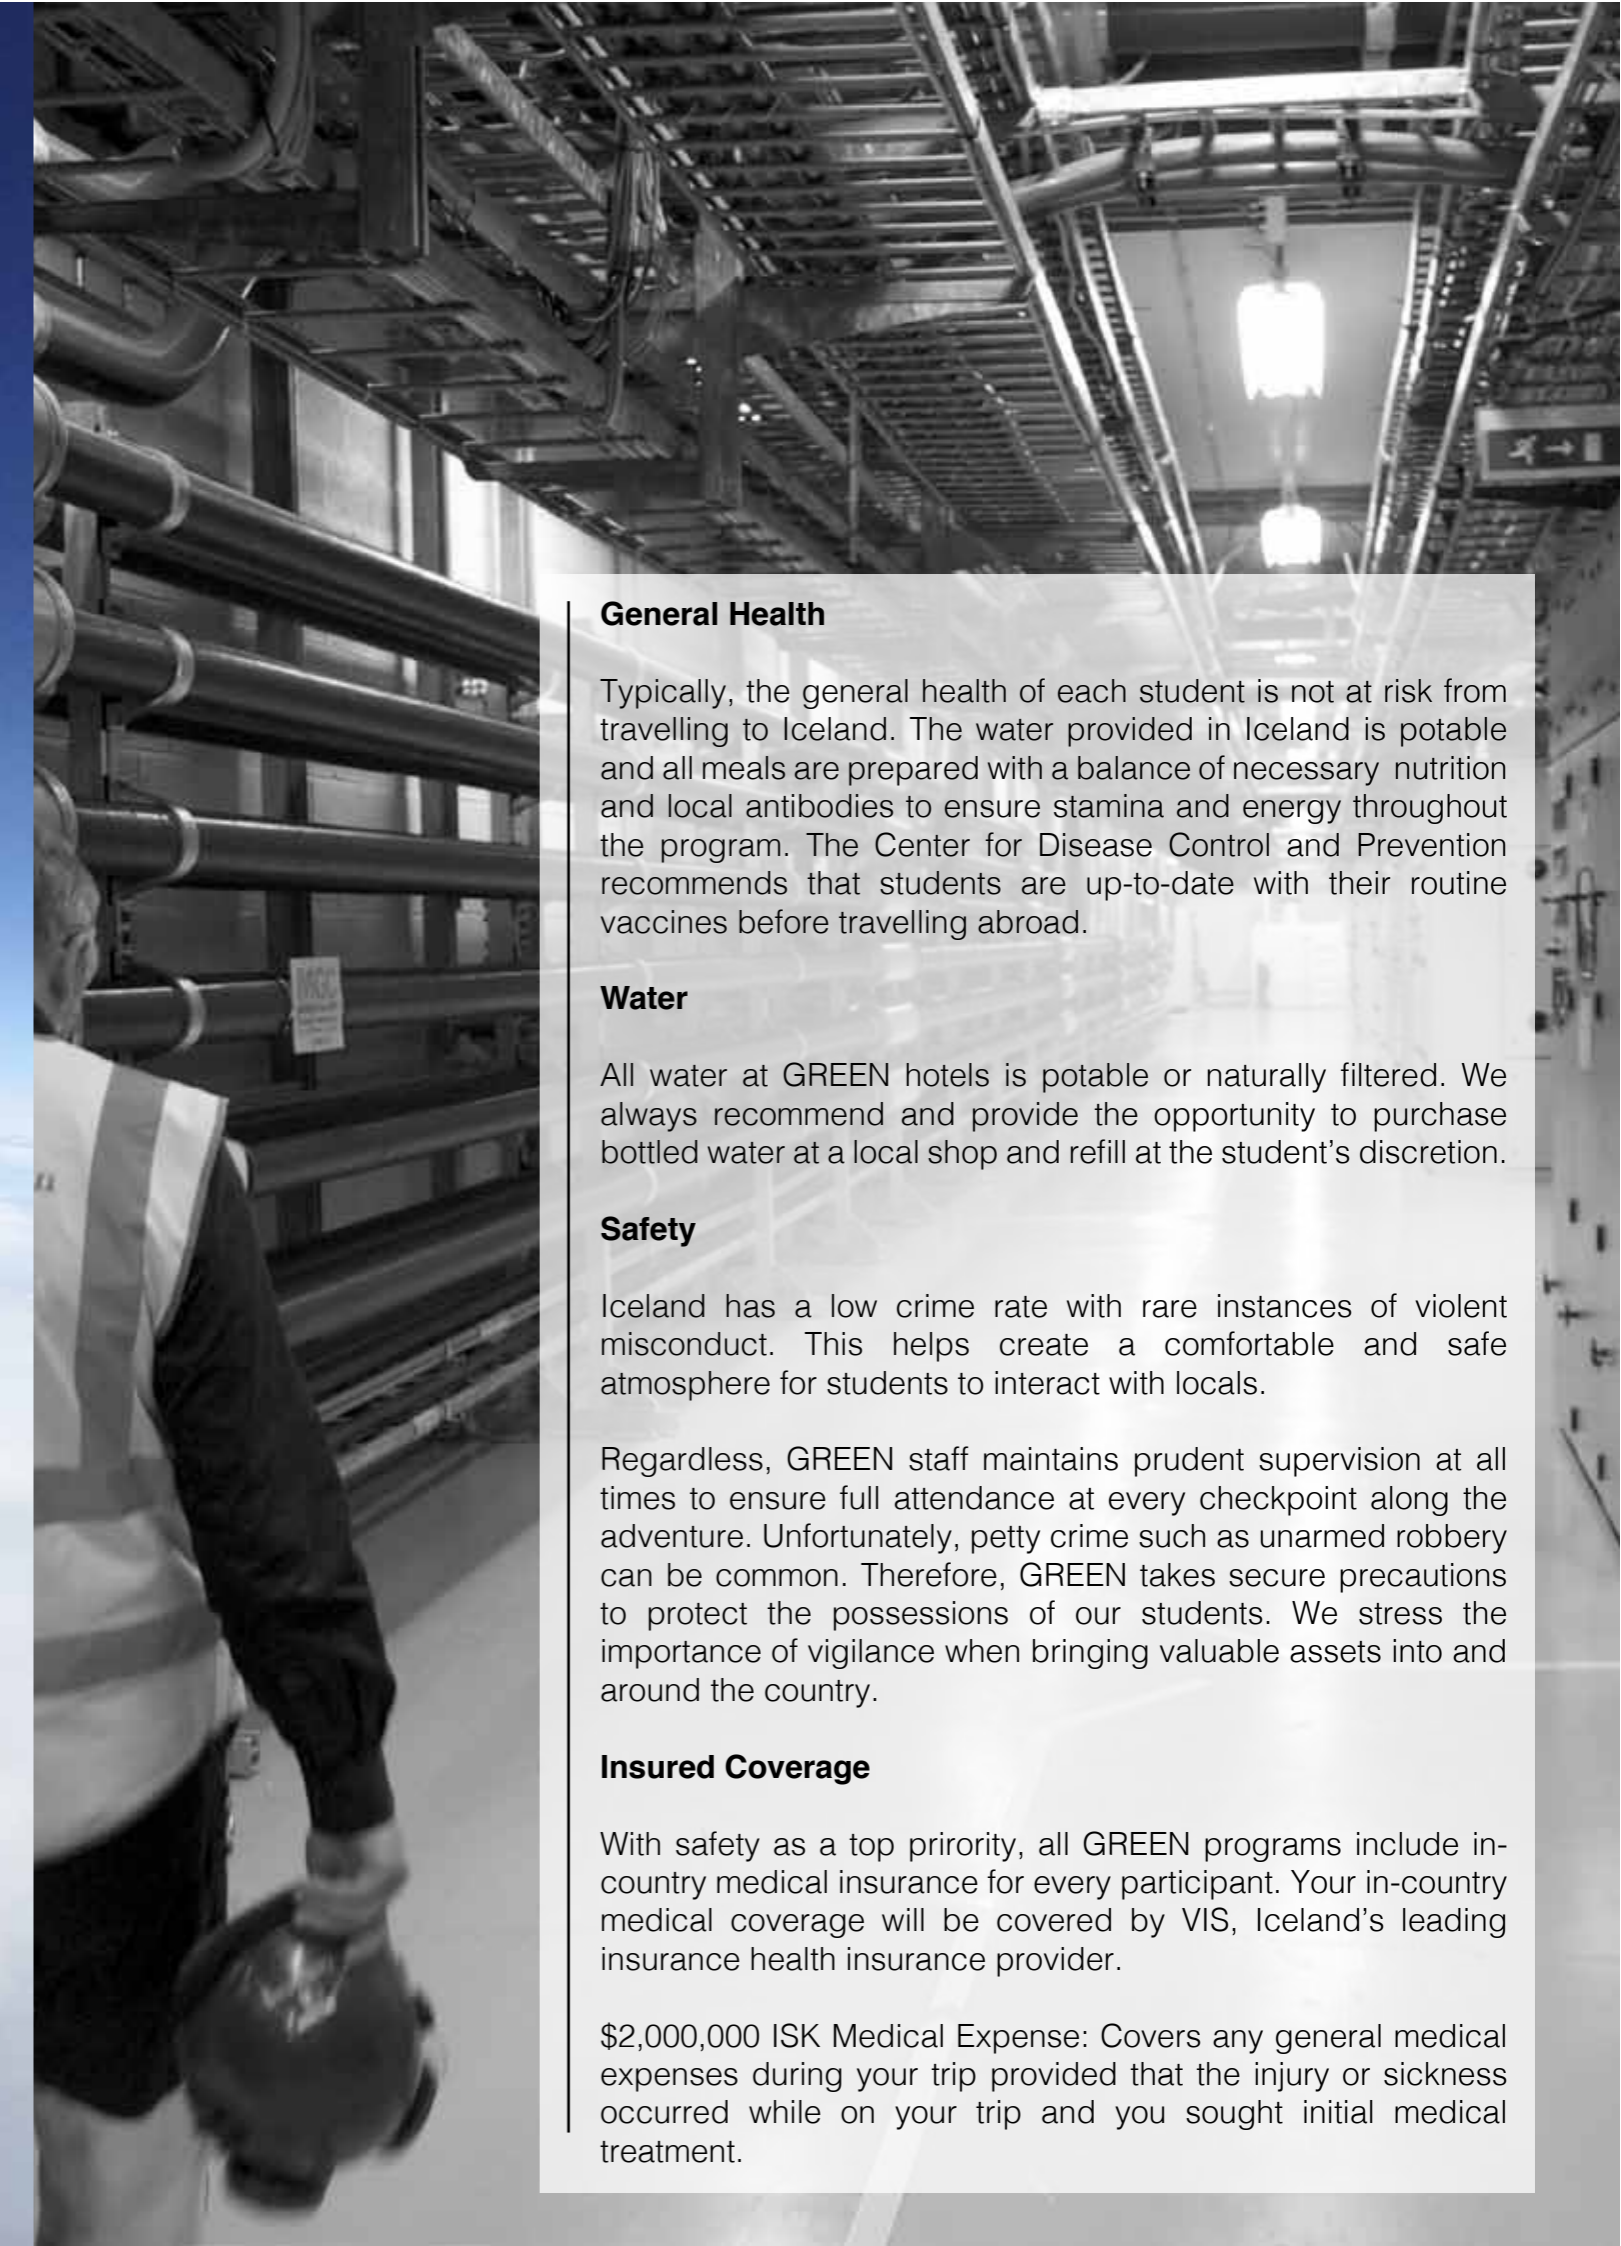 General Health
Typically, the general health of each student is not at risk from
travelling to Iceland. The water provided in Iceland is potable
and all meals are prepared with a balance of necessary nutrition
and local antibodies to ensure stamina and energy throughout
the program. The Center for Disease Control and Prevention
recommends that students are up-to-date with their routine
vaccines before travelling abroad.
Water
All water at GREEN hotels is potable or naturally filtered. We
always recommend and provide the opportunity to purchase
bottled water at a local shop and refill at the student's discretion.
Safety
Iceland has a low crime rate with rare instances of violent
misconduct. This helps create a comfortable and safe
atmosphere for students to interact with locals.
Regardless, GREEN staff maintains prudent supervision at all
times to ensure full attendance at every checkpoint along the
adventure. Unfortunately, petty crime such as unarmed robbery
can be common. Therefore, GREEN takes secure precautions
to protect the possessions of our students. We stress the
importance of vigilance when bringing valuable assets into and
around the country.
Insured Coverage
With safety as a top prirority, all GREEN programs include in-
country medical insurance for every participant. Your in-country
medical coverage will be covered by VIS, Iceland's leading
insurance health insurance provider.
$2,000,000 ISK Medical Expense: Covers any general medical
expenses during your trip provided that the injury or sickness
occurred while on your trip and you sought initial medical
treatment.